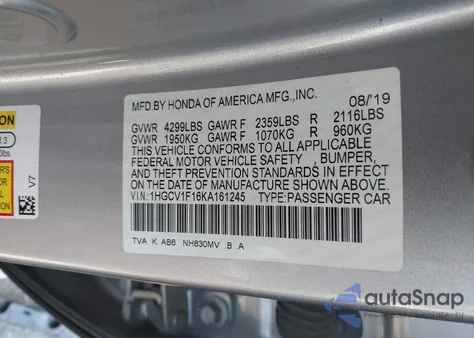 MFD.BY HONDA OF AMERICA MFG.,INC. 08/'19
GVWR 4299LBS GAWR F 2359LBS R 2116LBS
GVWR 1950KG GAWR F 1070KG R 960KG
THIS VEHICLE CONFORMS TO ALL APPLICABLE
FEDERAL MOTOR VEHICLE SAFETY , BUMPER,
AND THEFT PREVENTION STANDARDS IN EFFECT
ON THE DATE OF MANUFACTURE SHOWN ABOVE.
V.I.N.:1HGCV1F16KA161245 TYPE:PASSENGER CAR
TVA K AB6 NH830MV .B .A
V7
autoSnap